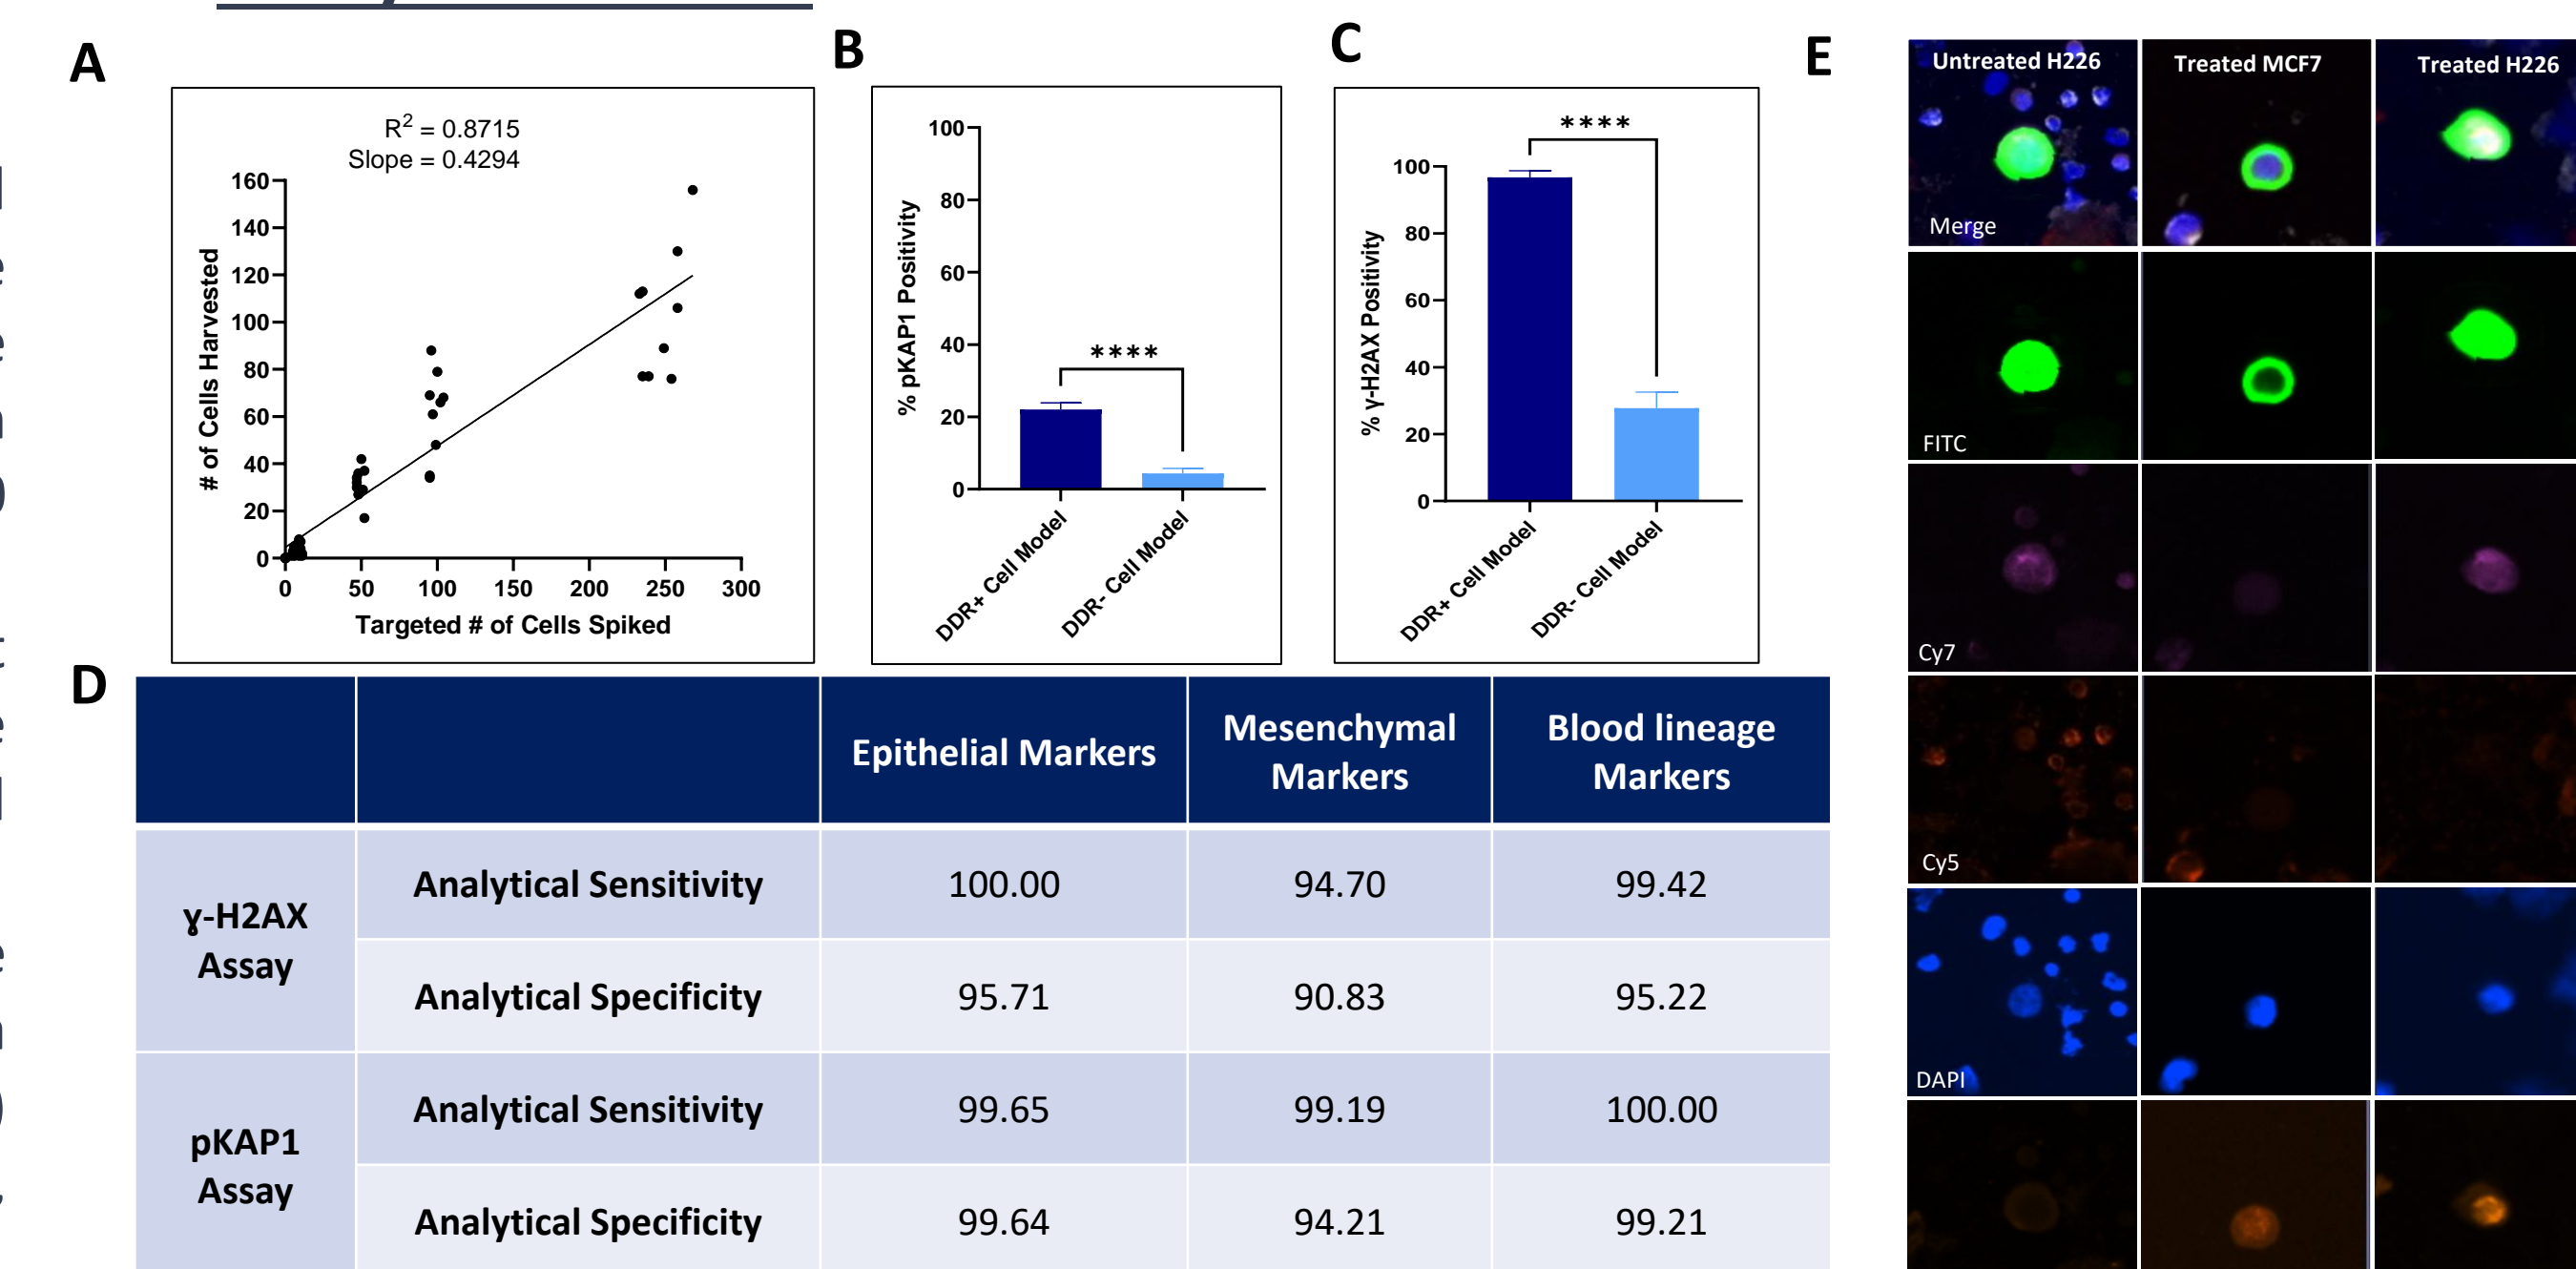 A
R2 = 0.8715
Slope = 0.4294
160
140
120
100
80
60
40
20
0
0 50 100 150 200 250 300
# of Cells Harvested
Targeted # of Cells Spiked
B
100
80
60
40
20
0
% pKAP1 Positivity
****
DDR+ Cell Model
DDR- Cell Model
C
100
80
60
40
20
0
% γ-H2AX Positivity
****
DDR+ Cell Model
DDR- Cell Model
D
Epithelial Markers
Mesenchymal
Markers
Blood lineage
Markers
ɣ-H2AX
Assay
Analytical Sensitivity 100.00 94.70 99.42
Analytical Specificity 95.71 90.83 95.22
pKAP1
Assay
Analytical Sensitivity 99.65 99.19 100.00
Analytical Specificity 99.64 94.21 99.21
E
Untreated H226 Treated MCF7 Treated H226
Merge
FITC
Cy7
Cy5
DAPI